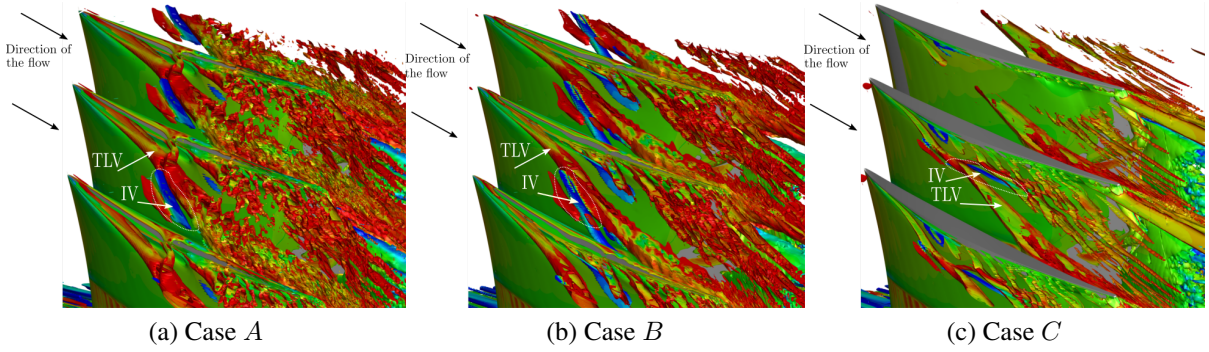 Direction of
the flow
TLV
IV
(a) Case A
Direction of
the flow
TLV
IV
(b) Case B
Direction of
the flow
IV
TLV
(c) Case C